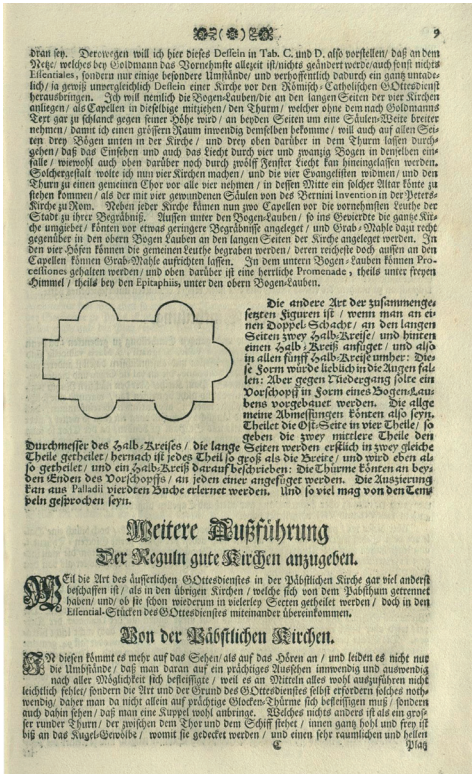 9
dran sey. Derowegen will ich hier dieses Dessein in Tab. C. und D. also vorstellen/ daß an dem
Netze/ welches bey Goldmann das Vornehmste allezeit ist/nichts geändert werde/auch sonst nichts
Essentiales, sondern nur einige besondere Umstände/ und verhoffentlich dadurch ein gantz untade-
lich/ ja gewiß unvergleichlich Dessein einer Kirche vor den Römisch-Catholischen GOttesdienst
herausbringen. Ich will nemlich die Bogen-Lauben/die an den langen Seiten der vier Kirchen
anliegen/ als Capellen in dieselbige mitziehen/ den Thurm/ welcher ohne dem nach Goldmanns
Text gar zu schlanck gegen seiner Höhe wird/ an beyden Seiten um eine Säulen-Weite breiter
nehmen/ damit ich einen grössern Raum inwendig demselben bekomme/ will auch auf allen Sei-
ten drey Bögen unten in der Kirche/ und drey oben darüber in dem Thurm lassen durch-
gehen/ daß das Einsehen und auch das Liecht durch vier und zwanzig Bogen in denselben ein-
falle/ wiewohl auch oben darüber noch durch zwölff Fenster Liecht kan hineingelassen werden.
Solchergestalt wolte ich nun vier Kirchen machen/ und die vier Evangelisten widmen/ und den
Thurn zu einen gemeinen Chor vor alle vier nehmen/ in dessen Mitte ein solcher Altar könte zu
stehen kommen/ als der mit vier gewundenen Säulen von des Bernini Invention in der Peters-
Kirche zu Rom. Neben jeder Kirche kämen nun zwo Capellen vor die vornehmsten Leuthe der
Stadt zu ihrer Begräbniß. Aussen unter den Bogen-Lauben/ so ins Gevierdte die gantze Kir-
che umgiebet/ könten vor etwas geringere Begräbnisse angeleget/ und Grab-Mahle dazu recht
gegenüber in den obern Bogen Lauben an den langen Seiten der Kirche angeleget werden. In
den vier Höfen können die gemeinen Leuthe begraben werden/ deren reicheste doch aussen an den
Capellen können Grab-Mahle aufrichten lassen. In dem untern Bogen-Lauben können Pro-
cessiones gehalten werden/ und oben darüber ist eine herrliche Promenade, theils unter freyen
Himmel/ theils bey den Epitaphiis, unter den obern Bogen-Lauben.
Die andere Art der zusammenge-
setzten Figuren ist/ wenn man an ei-
nen Doppel-Schacht/ an den langen
Seiten zwey Halb-Kreise/ und hinten
einen Halb-Kreiß anfüget/ und also
in allen fünff Halb-Kreise umher: Die-
se Form würde lieblich in die Augen fal-
len: Aber gegen Niedergang solte ein
Vorschopff in Form eines Bogen-Lau-
bens vorgebauet werden. Die allge
meine Abmessungen könten also seyn.
Theilet die Ost-Seite in vier Theile/ so
geben die zwey mittlere Theile den
Durchmesser des Halb-Kreises/ die lange Seiten werden erstlich in zwey gleiche
Theile getheilet/ hernach ist jedes Theil so groß als die Breite/ und wird eben als
so getheilet/ und ein Halb-Kreiß darauf beschrieben: Die Thürme könten an bey-
den Enden des Vorschopffs/ an jeden einer angefüget werden. Die Auszierung
kan aus Palladii vierdten Buche erlernet werden. Und so viel mag von den Tem
peln gesprochen seyn.
Weitere Außführung
Der Reguln gute Kirchen anzugeben.
WEil die Art des äusserlichen GOttesdienstes in der Päbstlichen Kirche gar viel anderst
beschaffen ist/ als in den übrigen Kirchen/ welche sich von dem Pabsthum getrennet
haben/ und/ ob sie schon wiederum in vielerley Secten getheilet werden/ doch in den
Essential-Stücken des GOttesdienstes miteinander übereinkommen.
Von der Päbstlichen Kirchen.
IN diesen kömmt es mehr auf das Sehen/ als auf das Hören an/ und leiden es nicht nur
die Umbstände/ daß man daran auf ein prächtiges Aussehen innwendig und auswendig
nach aller Möglichkeit sich befleissigte/ weil es an Mitteln alles wohl auszuführen nicht
leichtlich fehlet/ sondern die Art und der Grund des GOttesdienstes selbst erfordern solches noth-
wendig/ daher man da nicht allein auf prächtige Glocken-Thürme sich befleissigen muß/ sondern
auch dahin sehen/ daß man eine Kuppel wohl anbringe. Welches nichts anders ist als ein gros-
ser runder Thurn/ der zwischen dem Thor und dem Schiff stehet/ innen gantz hohl und frey ist
biß an das Kugel-Gewölbe/ womit sie gedecket werden/ und einen sehr raumlichen und hellen
C Platz